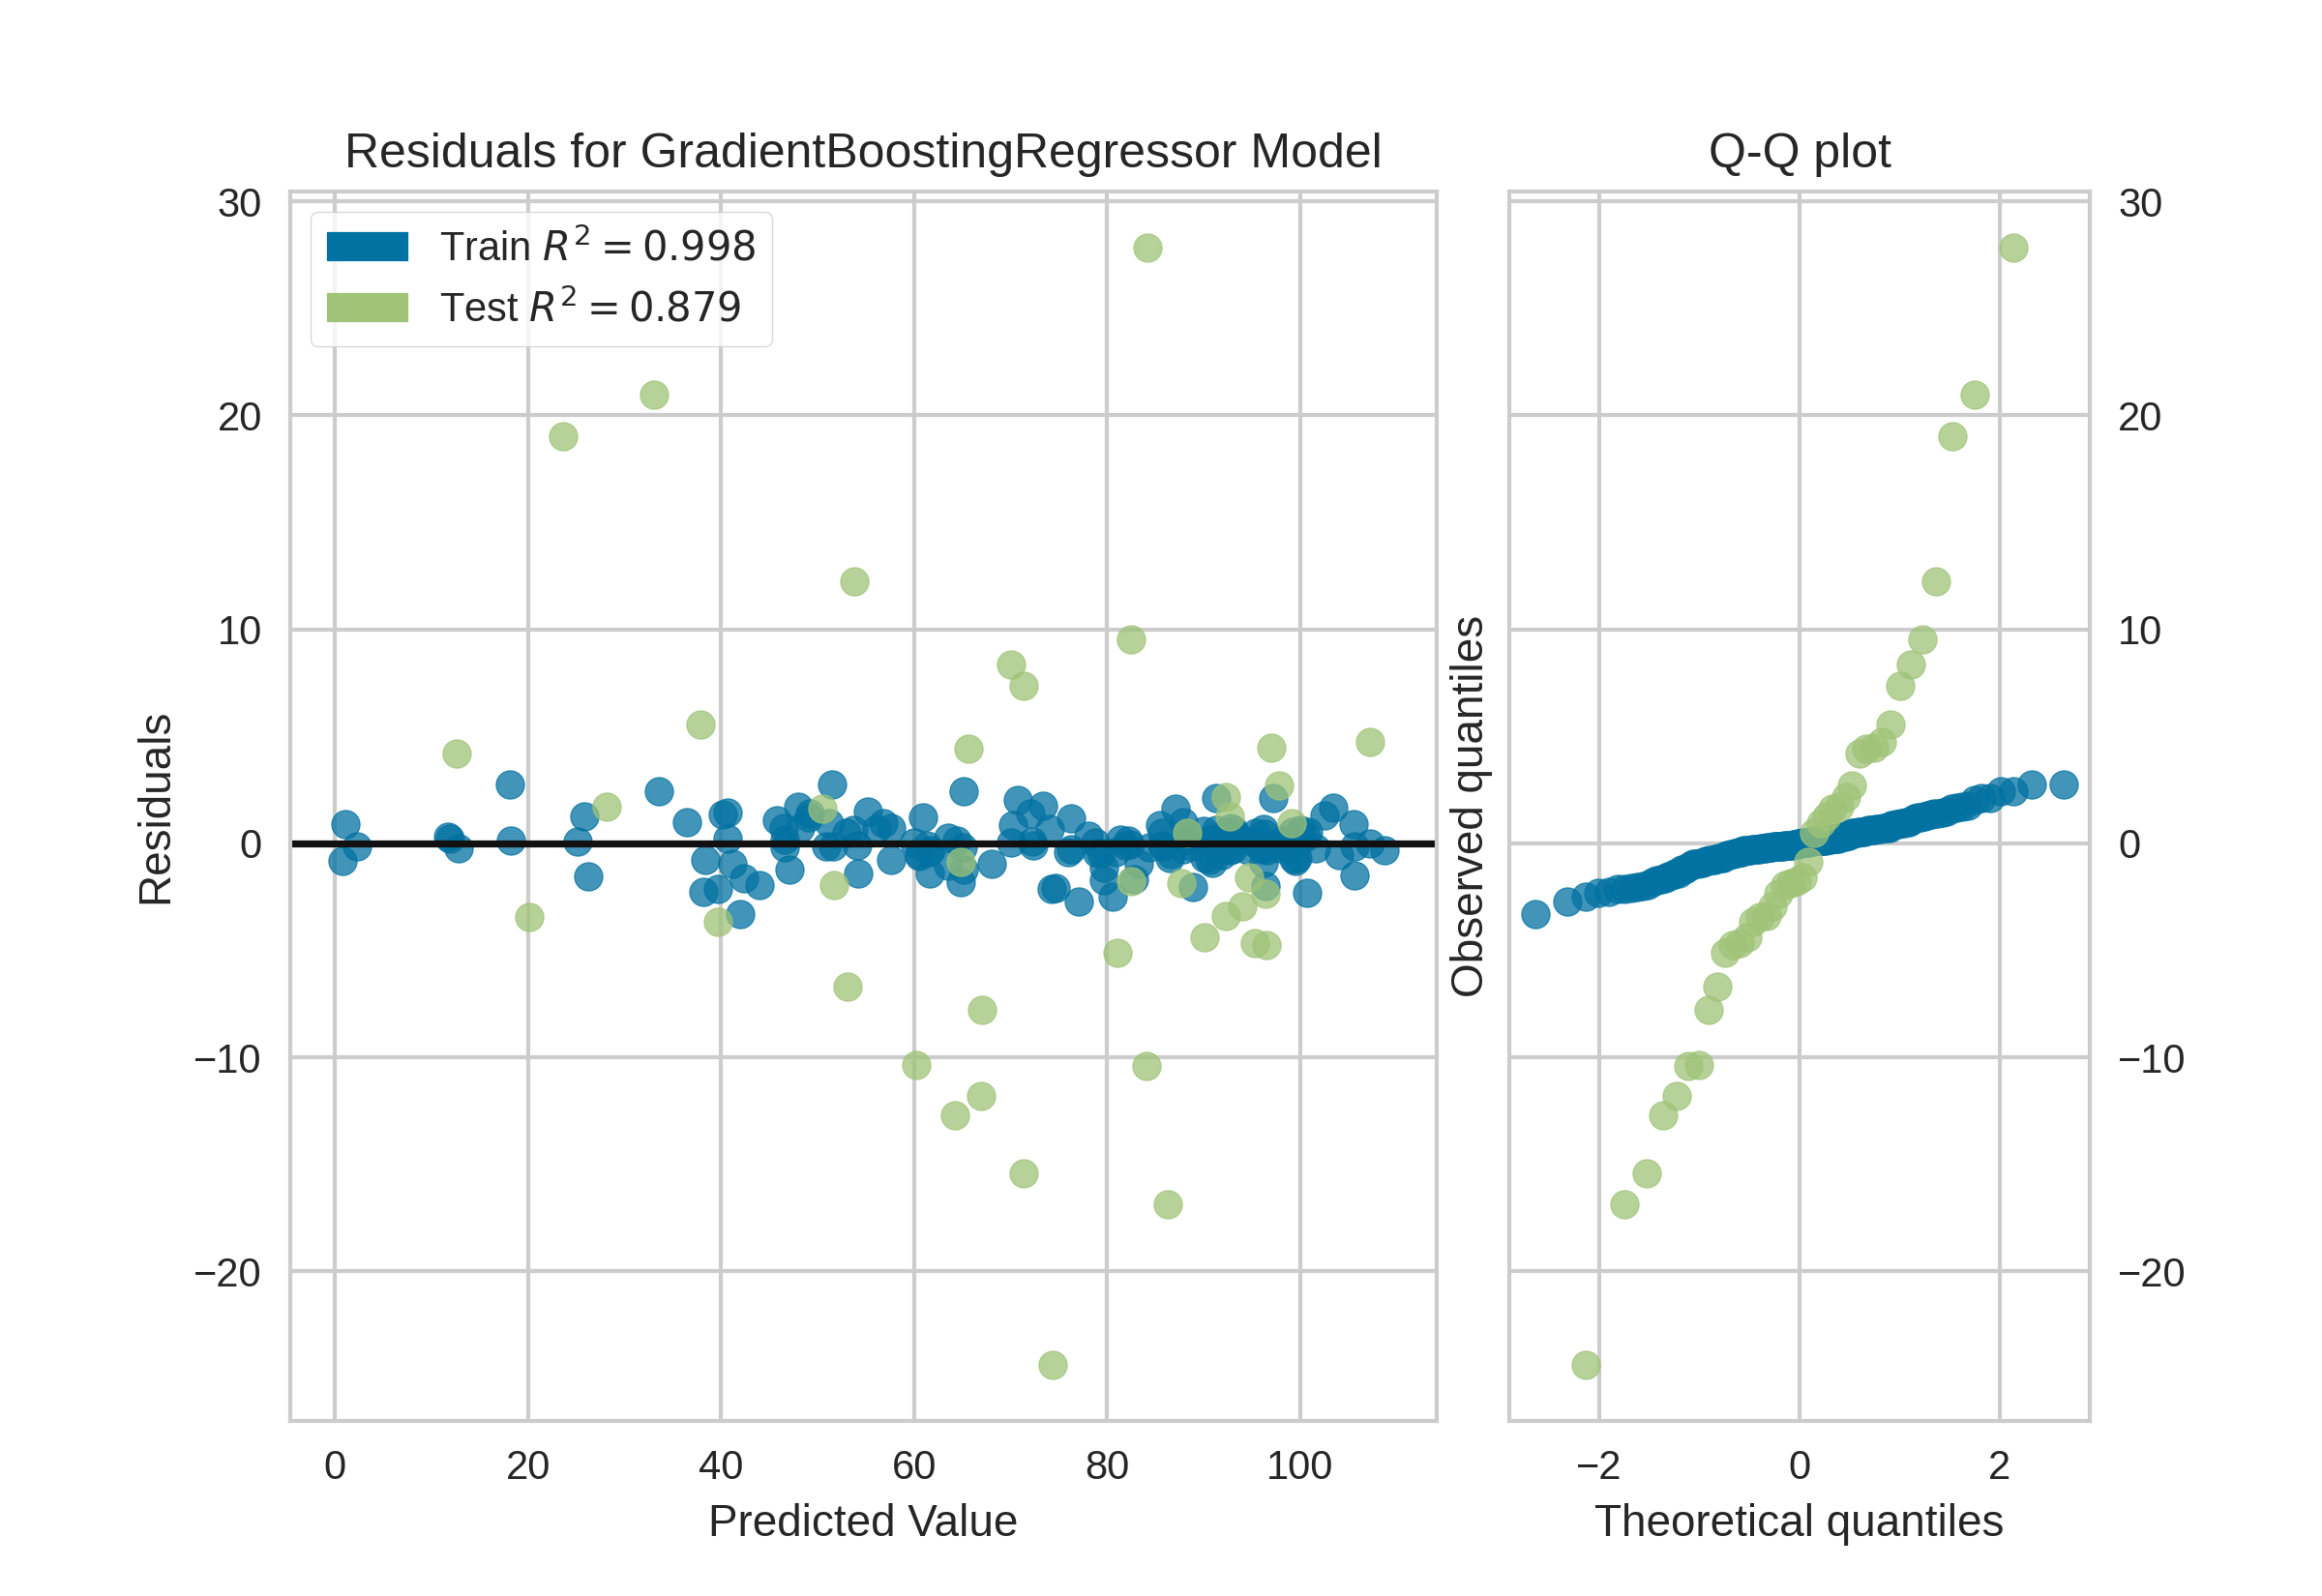 Residuals for GradientBoostingRegressor Model
Train R² = 0.998
Test R² = 0.879
30
20
10
0
−10
−20
Residuals
0
20
40
60
80
100
Predicted Value
Q-Q plot
Observed quantiles
30
20
10
0
−10
−20
−2
0
2
Theoretical quantiles